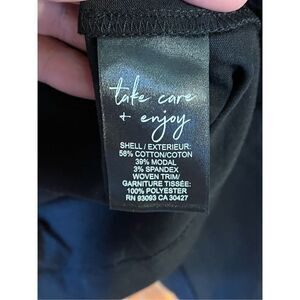 take care
+ enjoy
SHELL / EXTERIEUR:
58% COTTON/COTON
39% MODAL
3% SPANDEX
WOVEN TRIM/
GARNITURE TISSÉE:
100% POLYESTER
RN 93093 CA 30427